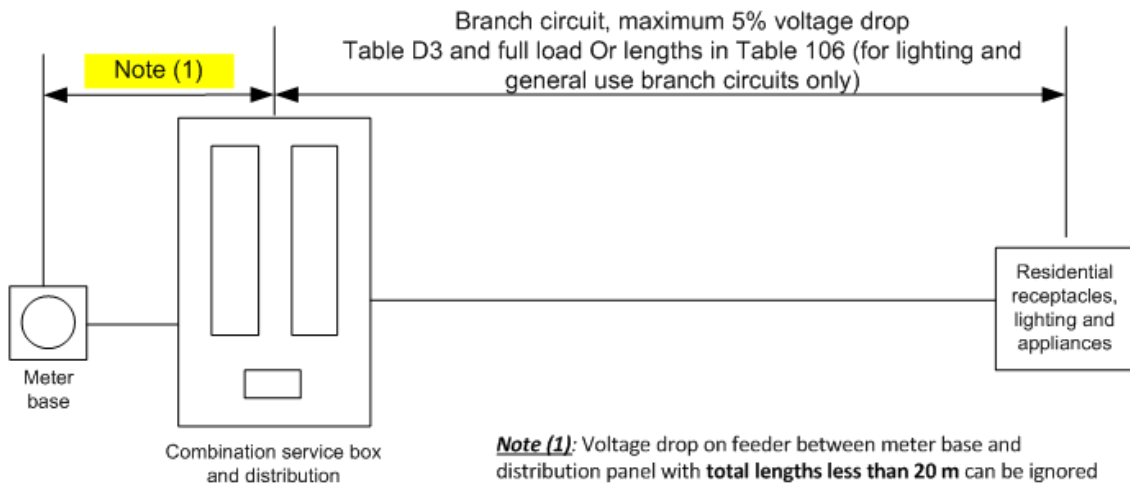 Branch circuit, maximum 5% voltage drop
Table D3 and full load Or lengths in Table 106 (for lighting and
general use branch circuits only)
Note (1)
Residential
receptacles,
lighting and
appliances
Meter
base
Combination service box
and distribution
Note (1): Voltage drop on feeder between meter base and
distribution panel with total lengths less than 20 m can be ignored